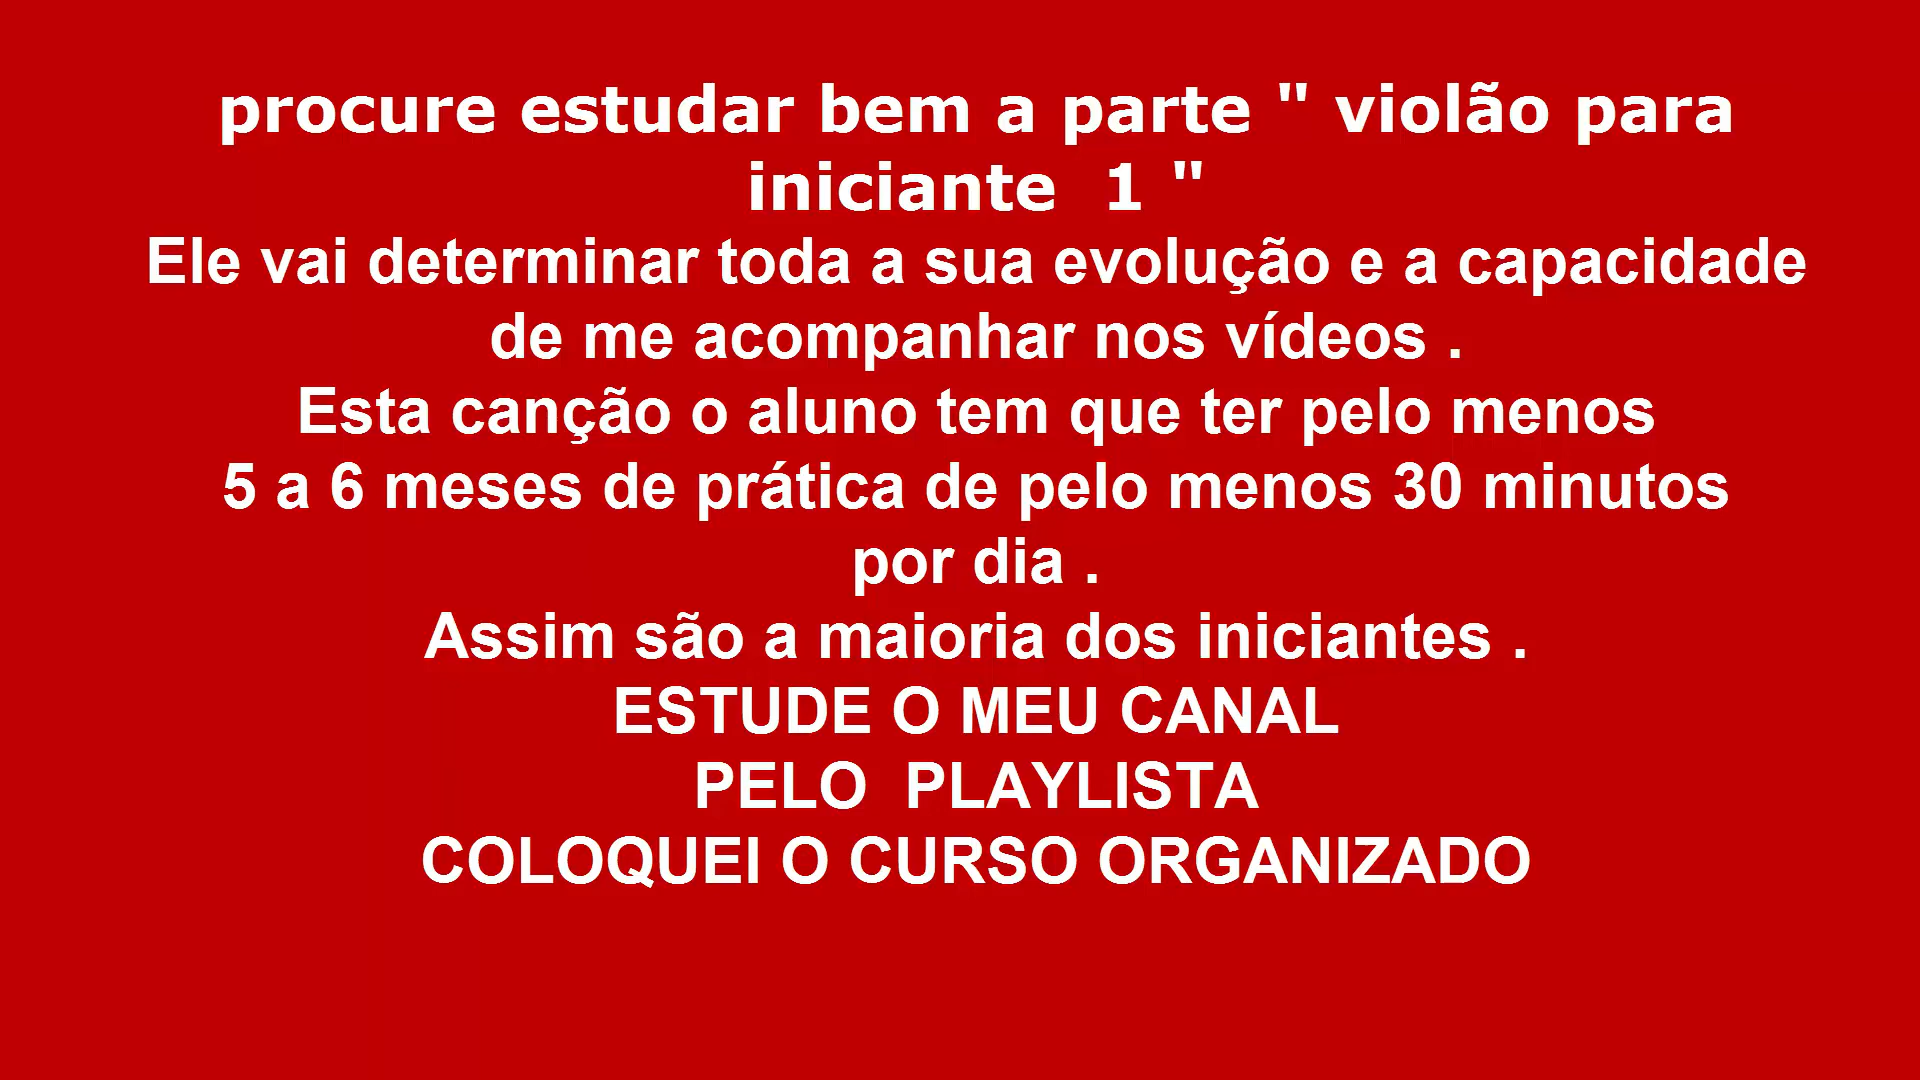 procure estudar bem a parte " violão para
iniciante  1 "
Ele vai determinar toda a sua evolução e a capacidade
de me acompanhar nos vídeos .
Esta canção o aluno tem que ter pelo menos
5 a 6 meses de prática de pelo menos 30 minutos
por dia .
Assim são a maioria dos iniciantes .
ESTUDE O MEU CANAL
PELO  PLAYLISTA
COLOQUEI O CURSO ORGANIZADO